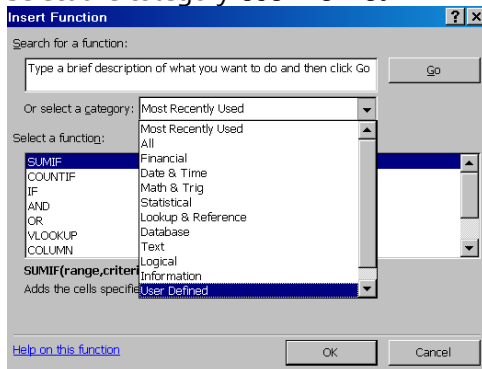 Insert Function
Search for a function:
Type a brief description of what you want to do and then click Go
Go
Or select a category: Most Recently Used
Most Recently Used
All
Financial
Date & Time
Math & Trig
Statistical
Lookup & Reference
Database
Text
Logical
Information
User Defined
Select a function:
SUMIF
COUNTIF
IF
AND
OR
VLOOKUP
COLUMN
SUMIF(range,criteri
Adds the cells specifie
Help on this function
OK
Cancel